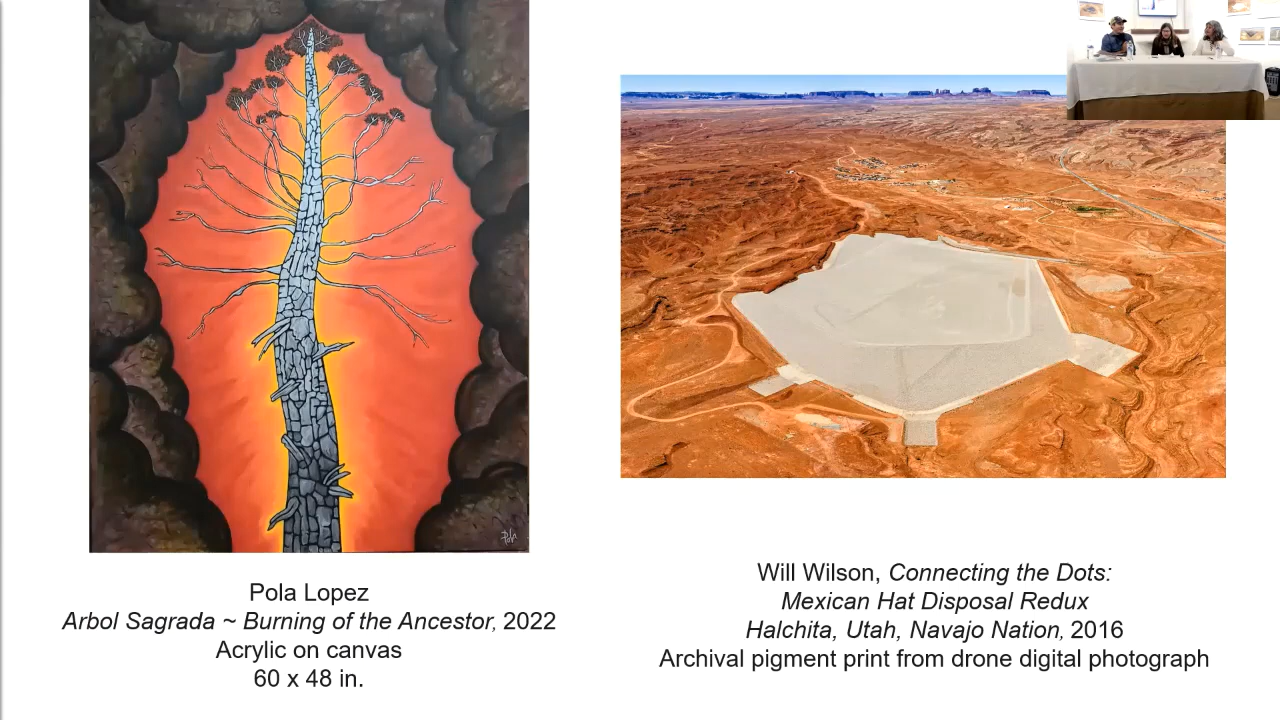 Pola
Pola Lopez
Arbol Sagrada ~ Burning of the Ancestor, 2022
Acrylic on canvas
60 x 48 in.
Will Wilson, Connecting the Dots:
Mexican Hat Disposal Redux
Halchita, Utah, Navajo Nation, 2016
Archival pigment print from drone digital photograph